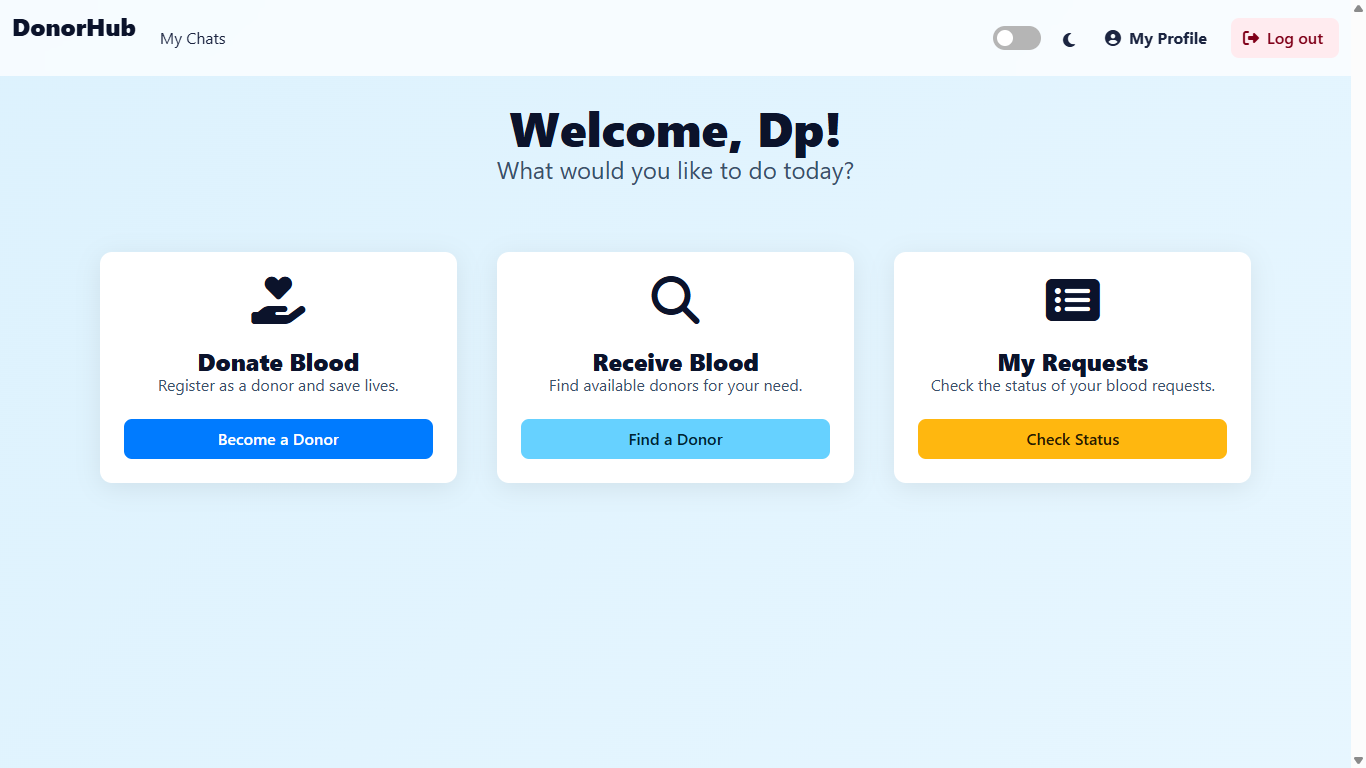 DonorHub
My Chats
My Profile
Log out
Welcome, Dp!
What would you like to do today?
Donate Blood
Register as a donor and save lives.
Become a Donor
Receive Blood
Find available donors for your need.
Find a Donor
My Requests
Check the status of your blood requests.
Check Status